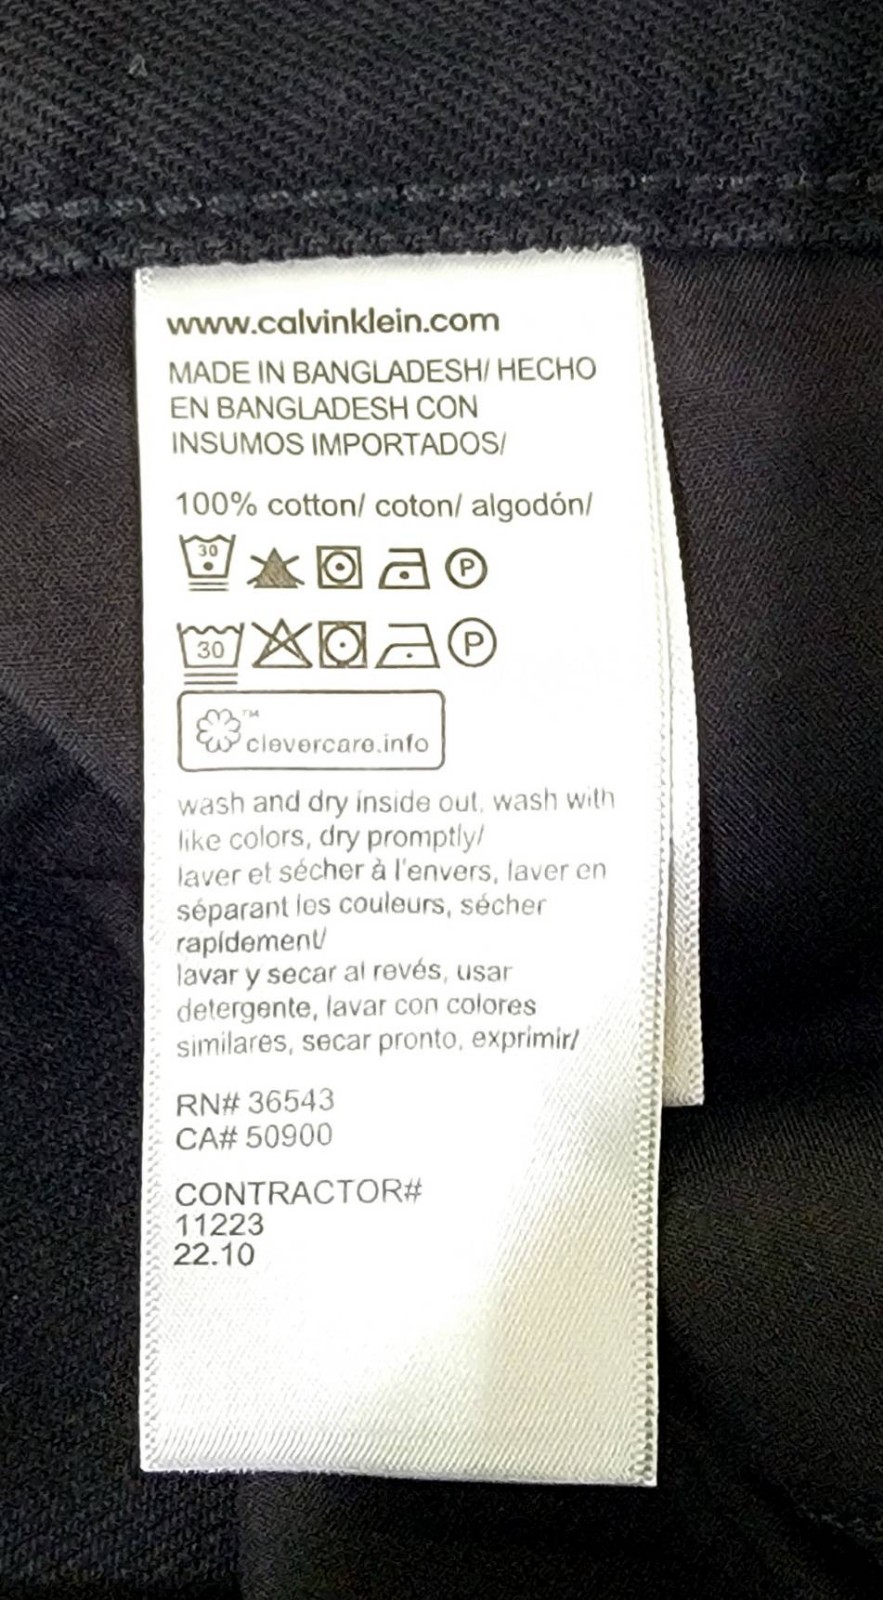 www.calvinklein.com
MADE IN BANGLADESH/ HECHO
EN BANGLADESH CON
INSUMOS IMPORTADOS/
100% cotton/ coton/ algodón/
30 P
30 P
™
clevercare.info
wash and dry inside out, wash with
like colors, dry promptly/
laver et sécher à l'envers, laver en
séparant les couleurs, sécher
rapidement/
lavar y secar al revés, usar
detergente, lavar con colores
similares, secar pronto, exprimir/
RN# 36543
CA# 50900
CONTRACTOR#
11223
22.10